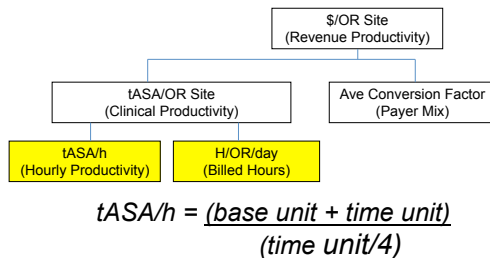 $/OR Site
(Revenue Productivity)
tASA/OR Site
(Clinical Productivity)
Ave Conversion Factor
(Payer Mix)
tASA/h
(Hourly Productivity)
H/OR/day
(Billed Hours)
tASA/h = (base unit + time unit)
(time unit/4)